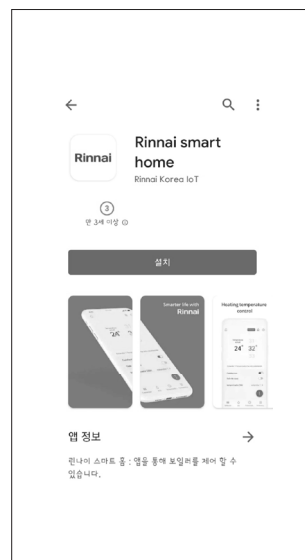 Rinnai
Rinnai smart
home
Rinnai Korea IoT
3
만 3세 이상
설치
24
Smarter life with
Rinnai
Heating temperature
control
24° 32°
앱 정보
린나이 스마트 홈 : 앱을 통해 보일러를 제어 할 수
있습니다.